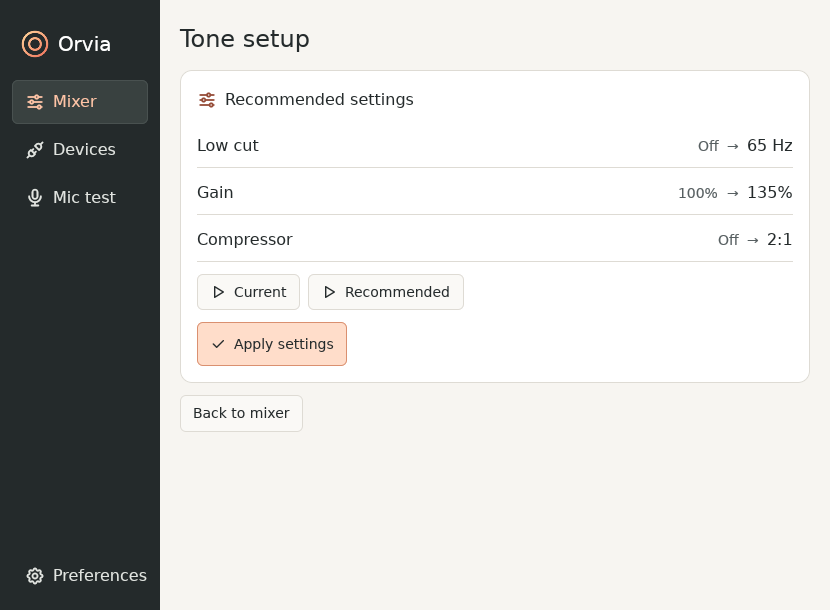 Orvia
Mixer
Devices
Mic test
Preferences
Tone setup
Recommended settings
Low cut Off → 65 Hz
Gain 100% → 135%
Compressor Off → 2:1
Current Recommended
Apply settings
Back to mixer